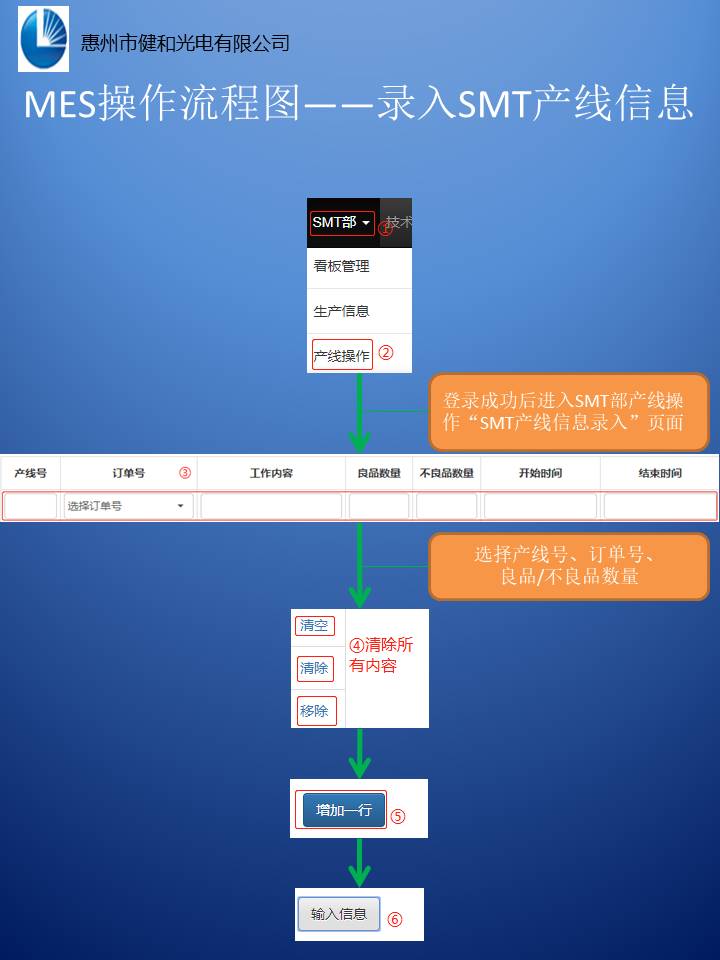 惠州市健和光电有限公司
MES操作流程图——录入SMT产线信息
SMT部 ① 技术
看板管理
生产信息
产线操作 ②
登录成功后进入SMT部产线操
作“SMT产线信息录入”页面
产线号 订单号 ③ 工作内容 良品数量 不良品数量 开始时间 结束时间
选择订单号
选择产线号、订单号、
良品/不良品数量
清空
④清除所
有内容
清除
移除
增加一行 ⑤
输入信息 ⑥